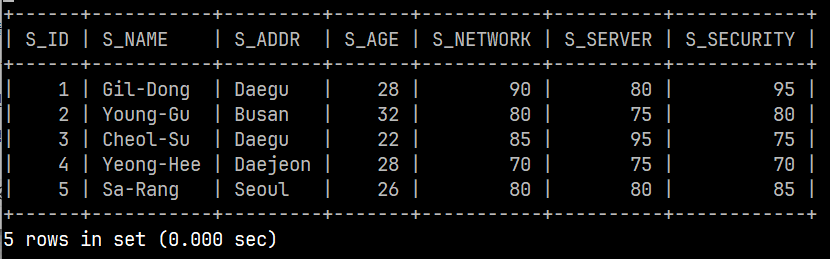 +------+-----------+---------+-------+-----------+----------+------------+
| S_ID | S_NAME    | S_ADDR  | S_AGE | S_NETWORK | S_SERVER | S_SECURITY |
+------+-----------+---------+-------+-----------+----------+------------+
|    1 | Gil-Dong  | Daegu   |    28 |        90 |       80 |         95 |
|    2 | Young-Gu  | Busan   |    32 |        80 |       75 |         80 |
|    3 | Cheol-Su  | Daegu   |    22 |        85 |       95 |         75 |
|    4 | Yeong-Hee | Daejeon |    28 |        70 |       75 |         70 |
|    5 | Sa-Rang   | Seoul   |    26 |        80 |       80 |         85 |
+------+-----------+---------+-------+-----------+----------+------------+
5 rows in set (0.000 sec)